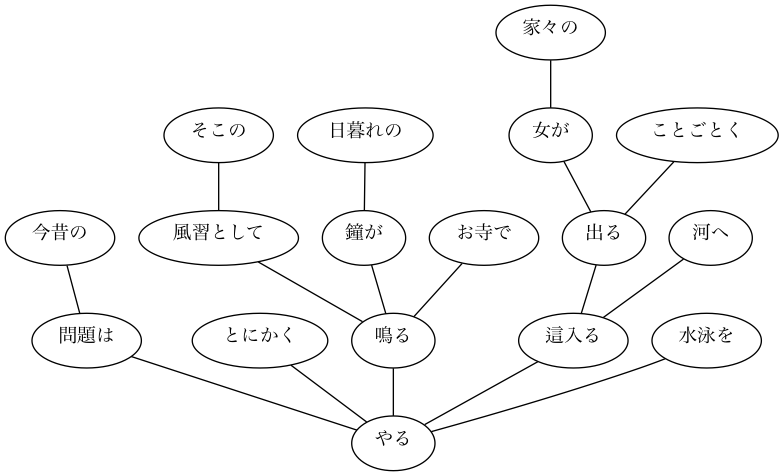 家々の
そこの
日暮れの
女が
ことごとく
今昔の
風習として
鐘が
お寺で
出る
河へ
問題は
とにかく
鳴る
這入る
水泳を
やる